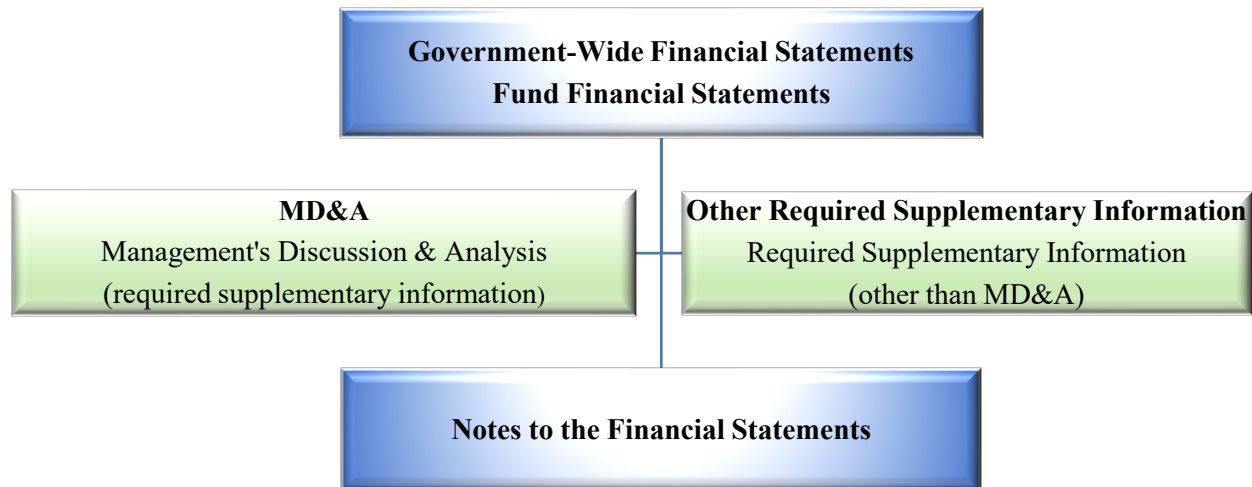 Government-Wide Financial Statements
Fund Financial Statements
MD&A
Management's Discussion & Analysis
(required supplementary information)
Other Required Supplementary Information
Required Supplementary Information
(other than MD&A)
Notes to the Financial Statements